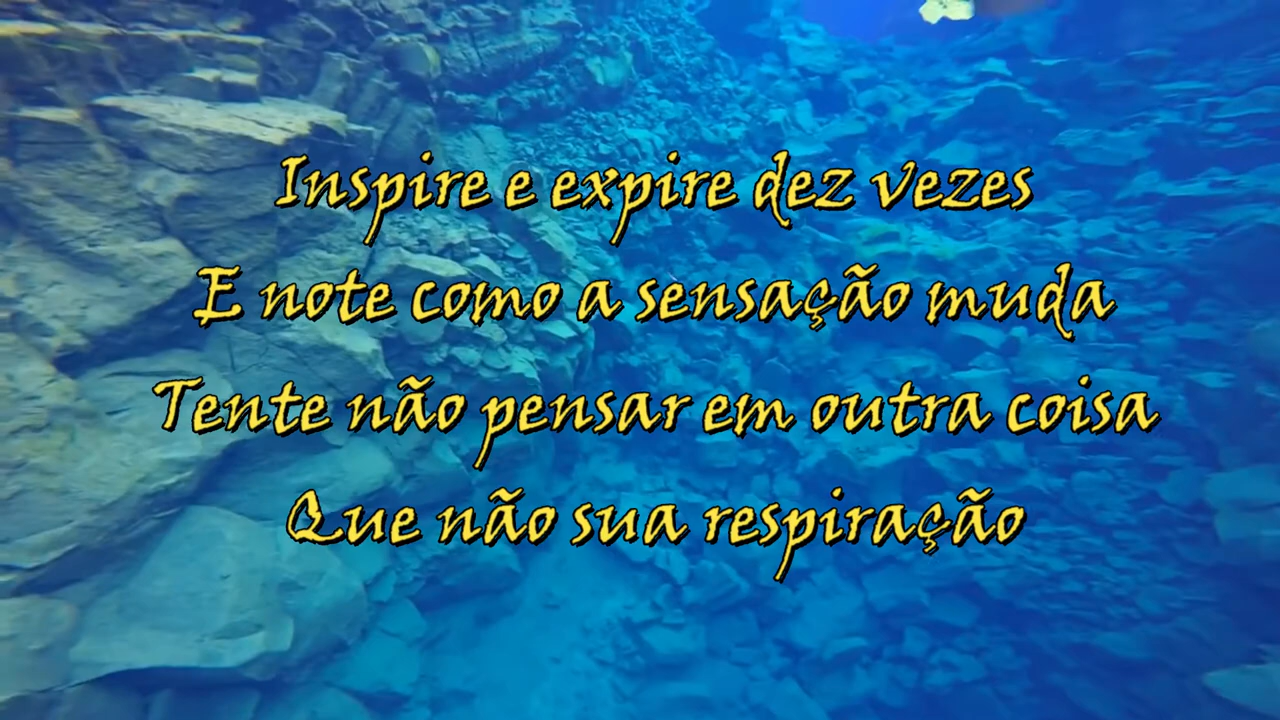 Inspire e expire dez vezes
E note como a sensação muda
Tente não pensar em outra coisa
Que não sua respiração